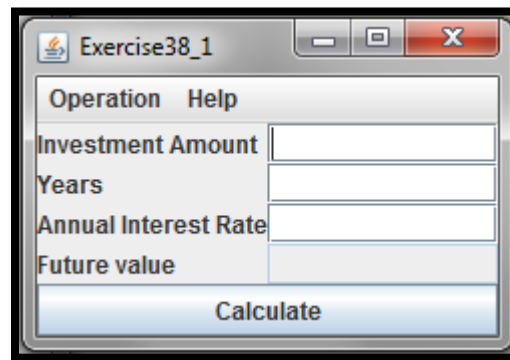 Exercise38_1
Operation Help
Investment Amount
Years
Annual Interest Rate
Future value
Calculate